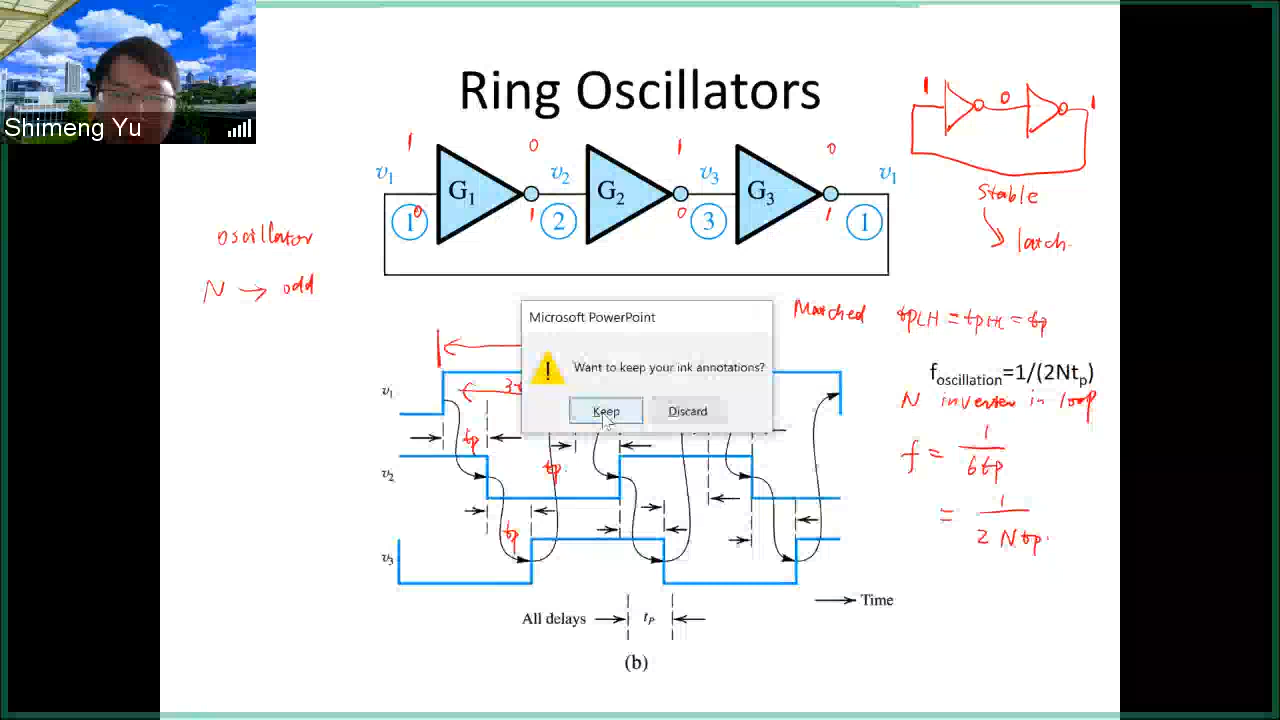 Shimeng Yu
Ring Oscillators
1 0 1 0
v1 G1 v2 G2 v3 G3 v1
1 0 1 2 0 3 1 1
1 0 1
Stable
latch.
oscillator
N → odd
Microsoft PowerPoint
Want to keep your ink annotations?
Keep Discard
Matched tpLH = tpHL = tp
foscillation=1/(2Ntp)
N inverter in loop
f = 1 / 6tp
= 1 / 2 N tp.
v1
tp
v2
tp.
tp
v3
Time
All delays tP
(b)